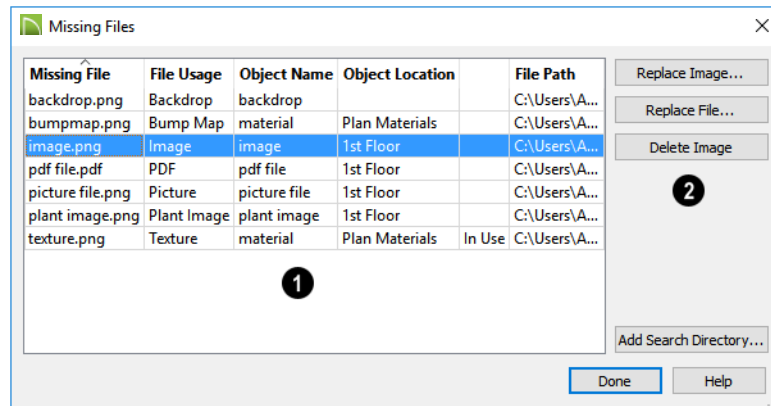 Missing Files
Missing File File Usage Object Name Object Location File Path
backdrop.png Backdrop backdrop C:\Users\A...
bumpmap.png Bump Map material Plan Materials C:\Users\A...
image.png Image image 1st Floor C:\Users\A...
pdf file.pdf PDF pdf file 1st Floor C:\Users\A...
picture file.png Picture picture file 1st Floor C:\Users\A...
plant image.png Plant Image plant image 1st Floor C:\Users\A...
texture.png Texture material Plan Materials In Use C:\Users\A...
1
Replace Image...
Replace File...
Delete Image
2
Add Search Directory...
Done Help